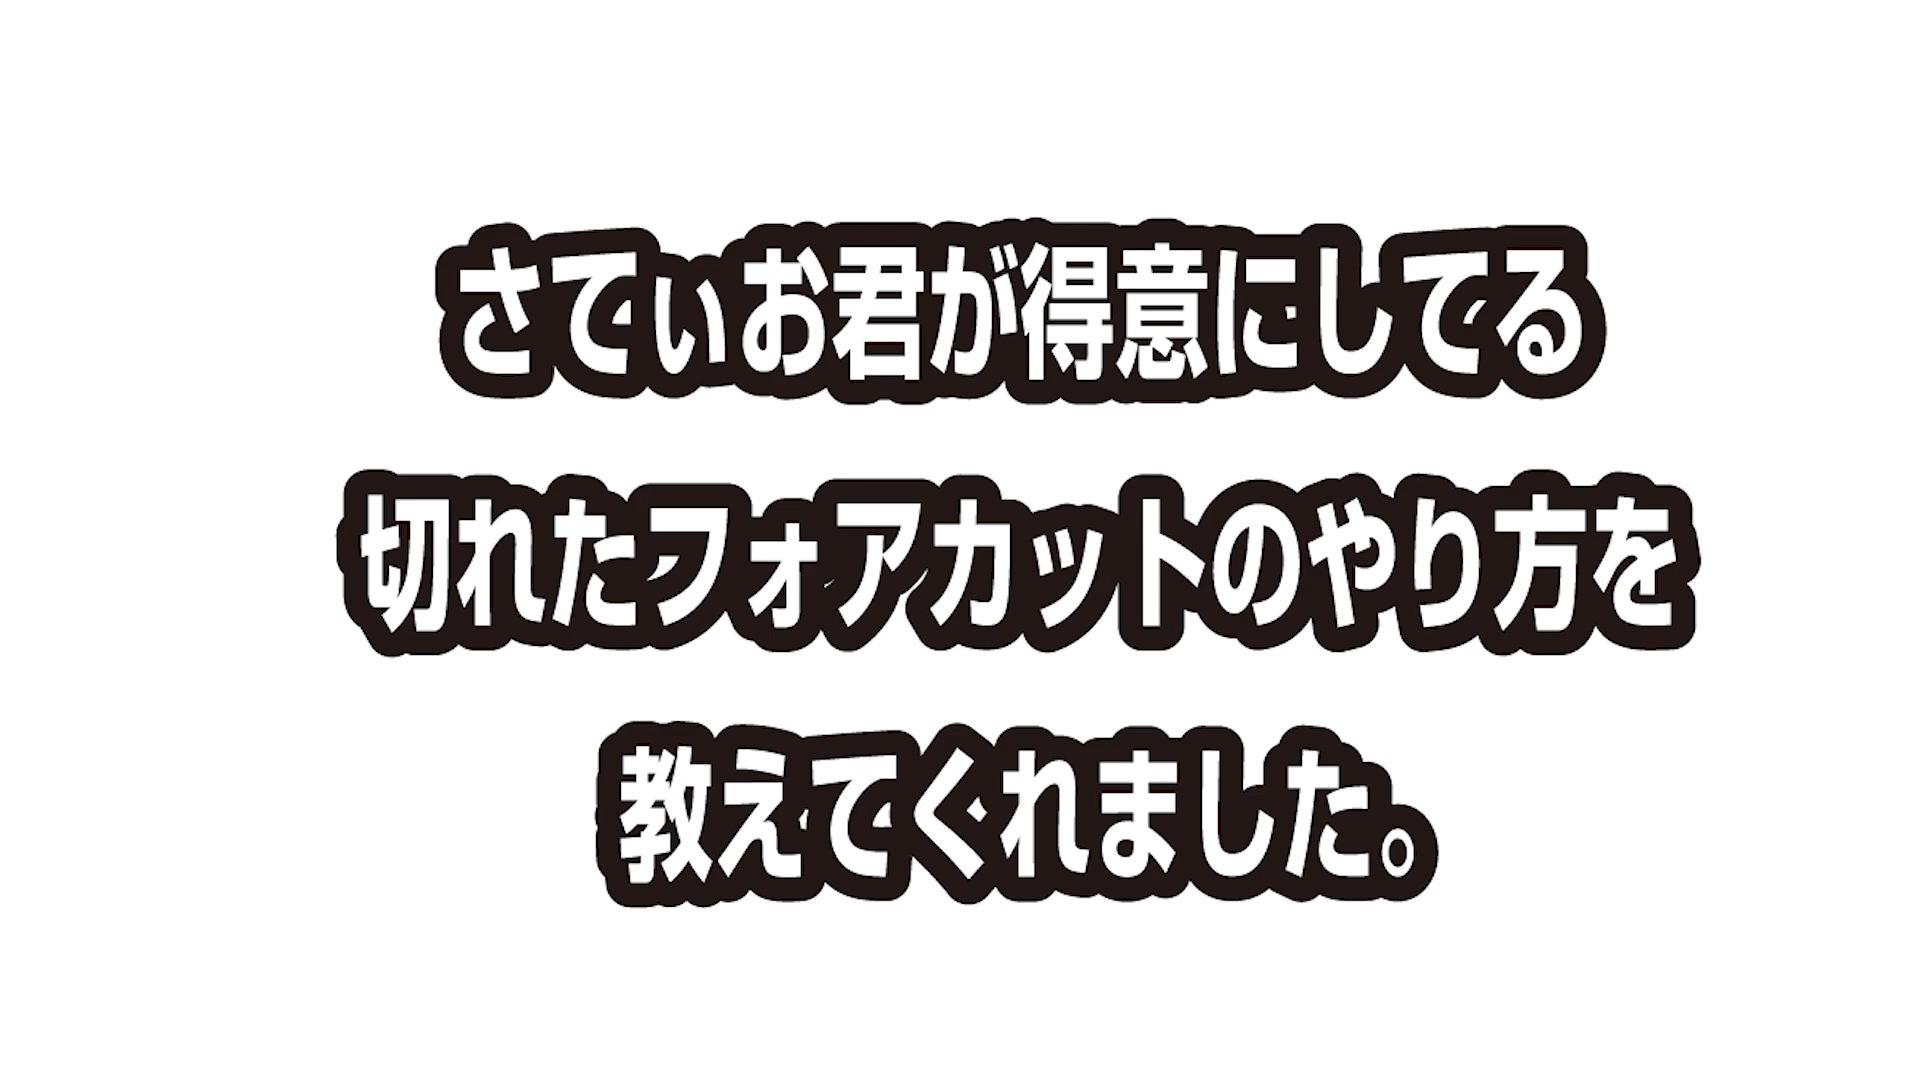 さてぃお君が得意にしてる
切れたフォアカットのやり方を
教えてくれました。